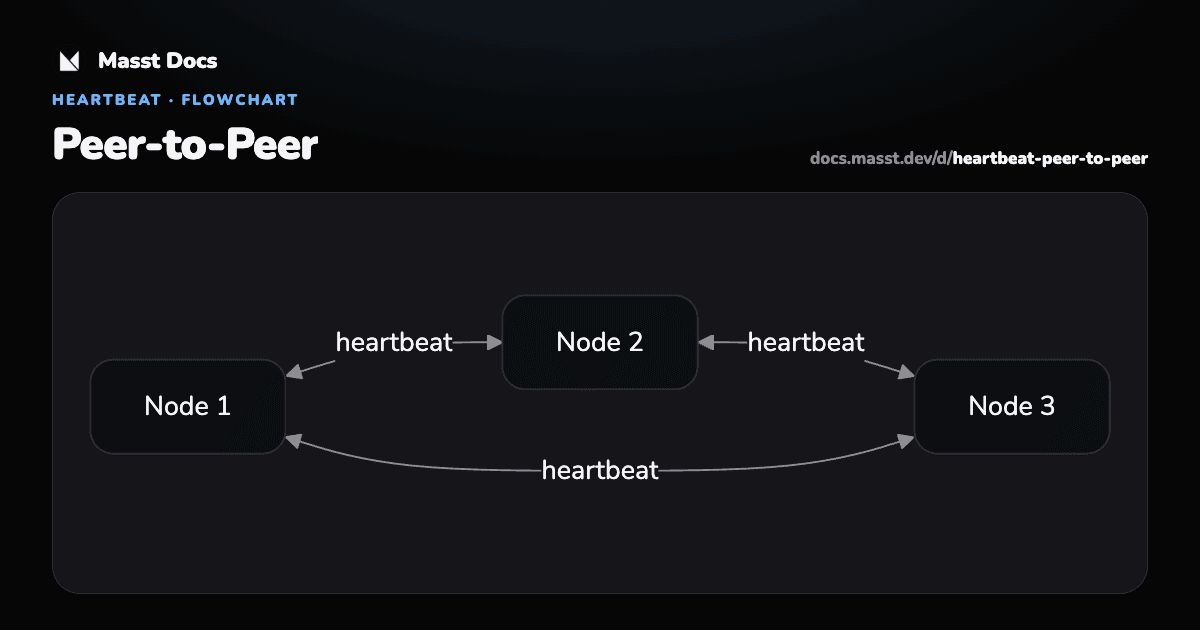 Masst Docs
HEARTBEAT · FLOWCHART
Peer-to-Peer
docs.masst.dev/d/heartbeat-peer-to-peer
heartbeat
Node 2
heartbeat
Node 1
Node 3
heartbeat